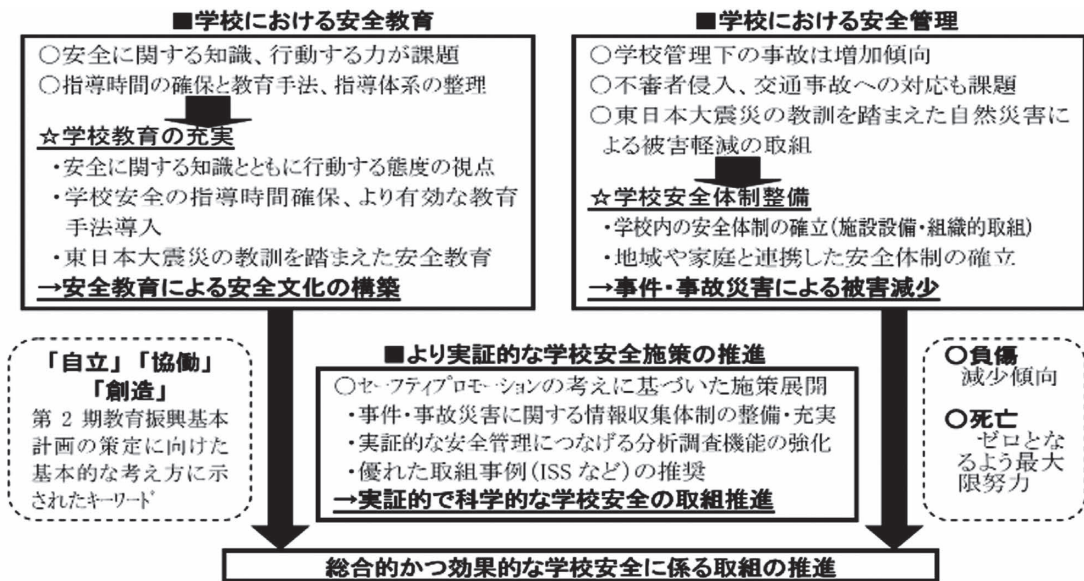 ■学校における安全教育
○安全に関する知識、行動する力が課題
○指導時間の確保と教育手法、指導体系の整理
☆学校教育の充実
・安全に関する知識とともに行動する態度の視点
・学校安全の指導時間確保、より有効な教育
手法導入
・東日本大震災の教訓を踏まえた安全教育
→安全教育による安全文化の構築
■学校における安全管理
○学校管理下の事故は増加傾向
○不審者侵入、交通事故への対応も課題
○東日本大震災の教訓を踏まえた自然災害に
よる被害軽減の取組
☆学校安全体制整備
・学校内の安全体制の確立(施設設備・組織的取組)
・地域や家庭と連携した安全体制の確立
→事件・事故災害による被害減少
「自立」「協働」
「創造」
第2期教育振興基本
計画の策定に向けた
基本的な考え方に示
されたキーワード
■より実証的な学校安全施策の推進
○セーフティプロモーションの考えに基づいた施策展開
・事件・事故災害に関する情報収集体制の整備・充実
・実証的な安全管理につなげる分析調査機能の強化
・優れた取組事例(ISSなど)の推奨
→実証的で科学的な学校安全の取組推進
○負傷
減少傾向
○死亡
ゼロとな
るよう最大
限努力
総合的かつ効果的な学校安全に係る取組の推進